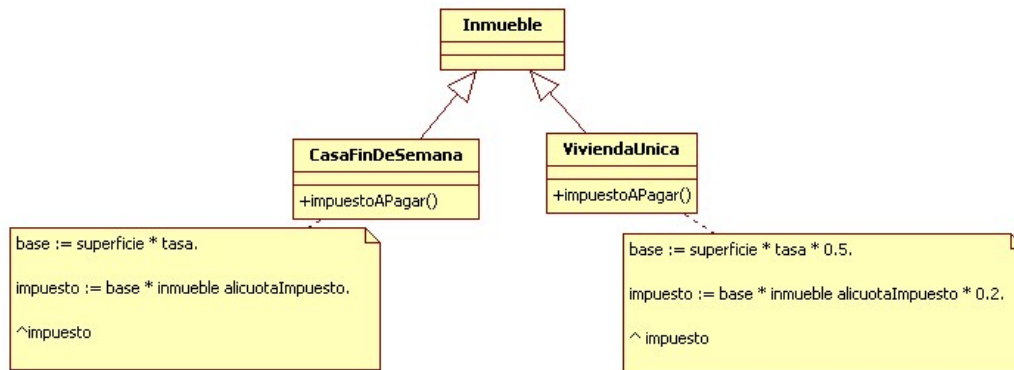 Inmueble
CasaFinDeSemana
+impuestoAPagar()
ViviendaUnica
+impuestoAPagar()
base := superficie * tasa.
impuesto := base * inmueble alicuotaImpuesto.
^impuesto
base := superficie * tasa * 0.5.
impuesto := base * inmueble alicuotaImpuesto * 0.2.
^ impuesto